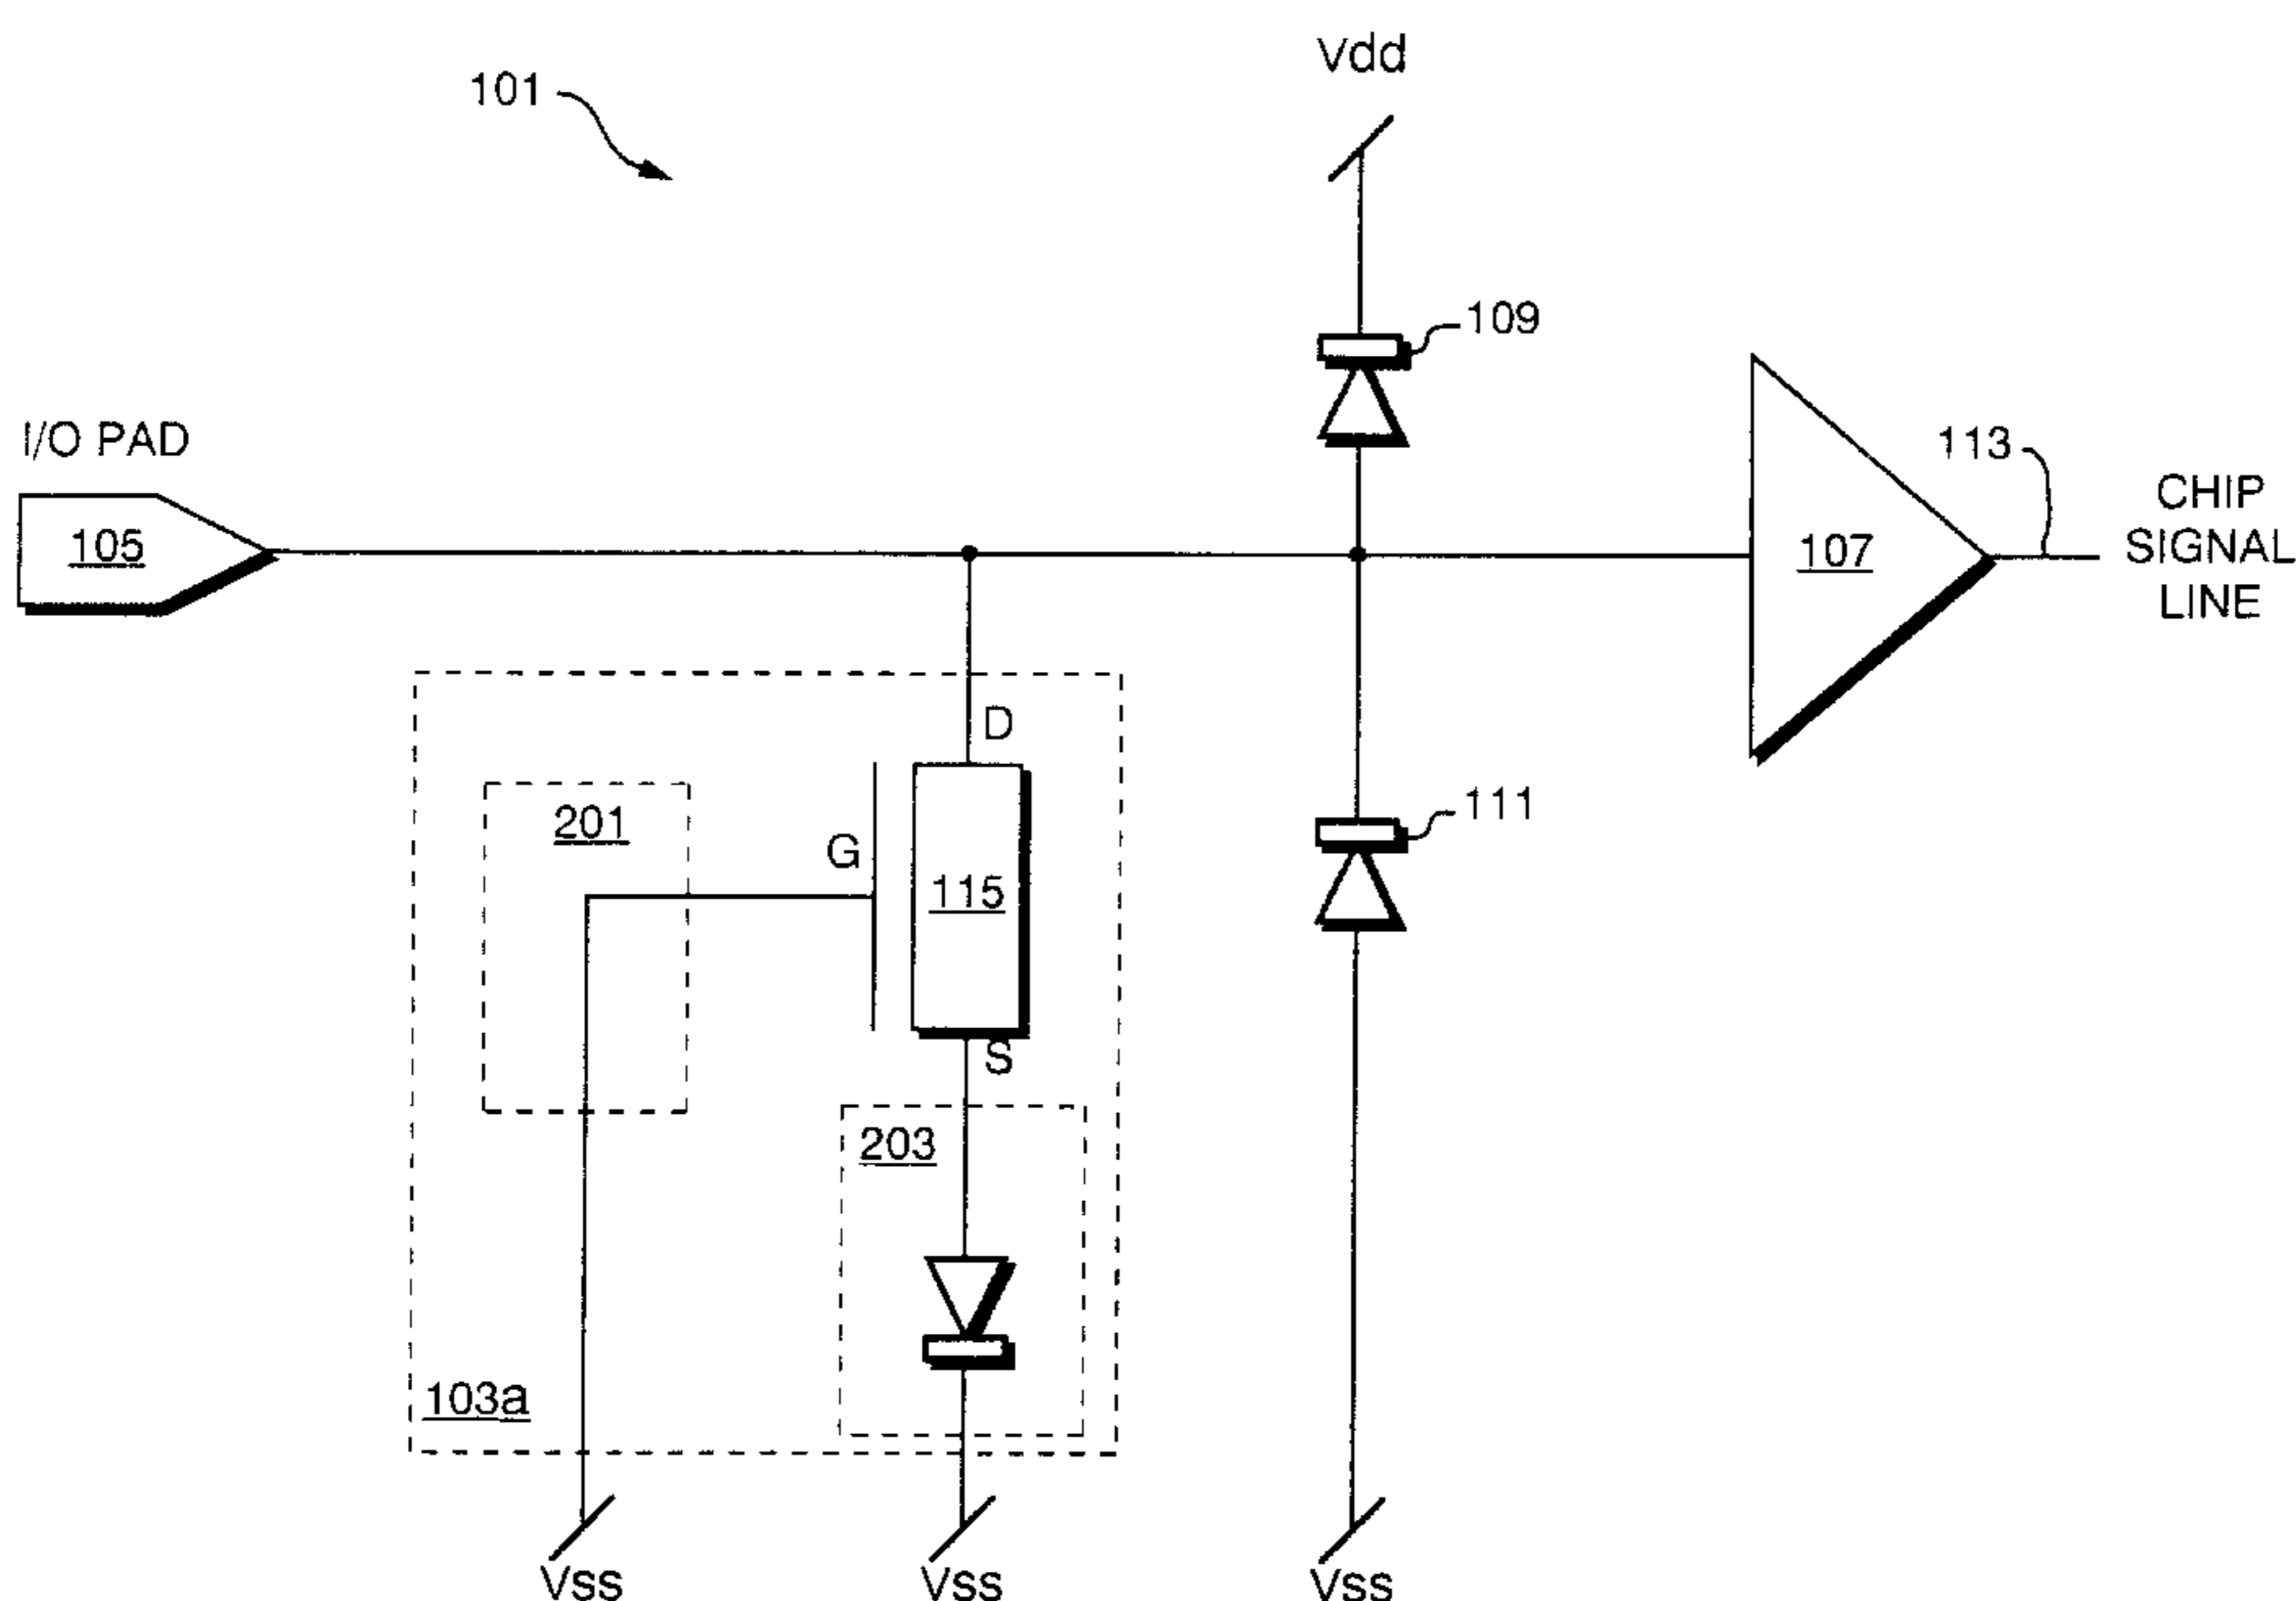 Vdd
101
109
I/O PAD
105
113
CHIP
SIGNAL
LINE
107
D
201
G
115
111
S
203
103a
Vss
Vss
Vss